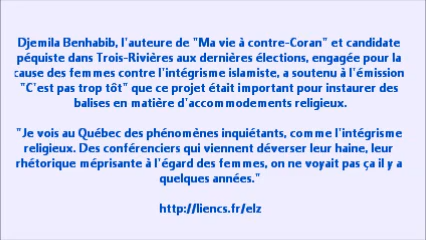 Djemila Benhabib, l'auteure de "Ma vie à contre-Coran" et candidate
péquiste dans Trois-Rivières aux dernières élections, engagée pour la
cause des femmes contre l'intégrisme islamiste, a soutenu à l'émission
"C'est pas trop tôt" que ce projet était important pour instaurer des
balises en matière d'accommodements religieux.
"Je vois au Québec des phénomènes inquiétants, comme l'intégrisme
religieux. Des conférenciers qui viennent déverser leur haine, leur
rhétorique méprisante à l'égard des femmes, on ne voyait pas ça il y a
quelques années."
http://liencs.fr/elz